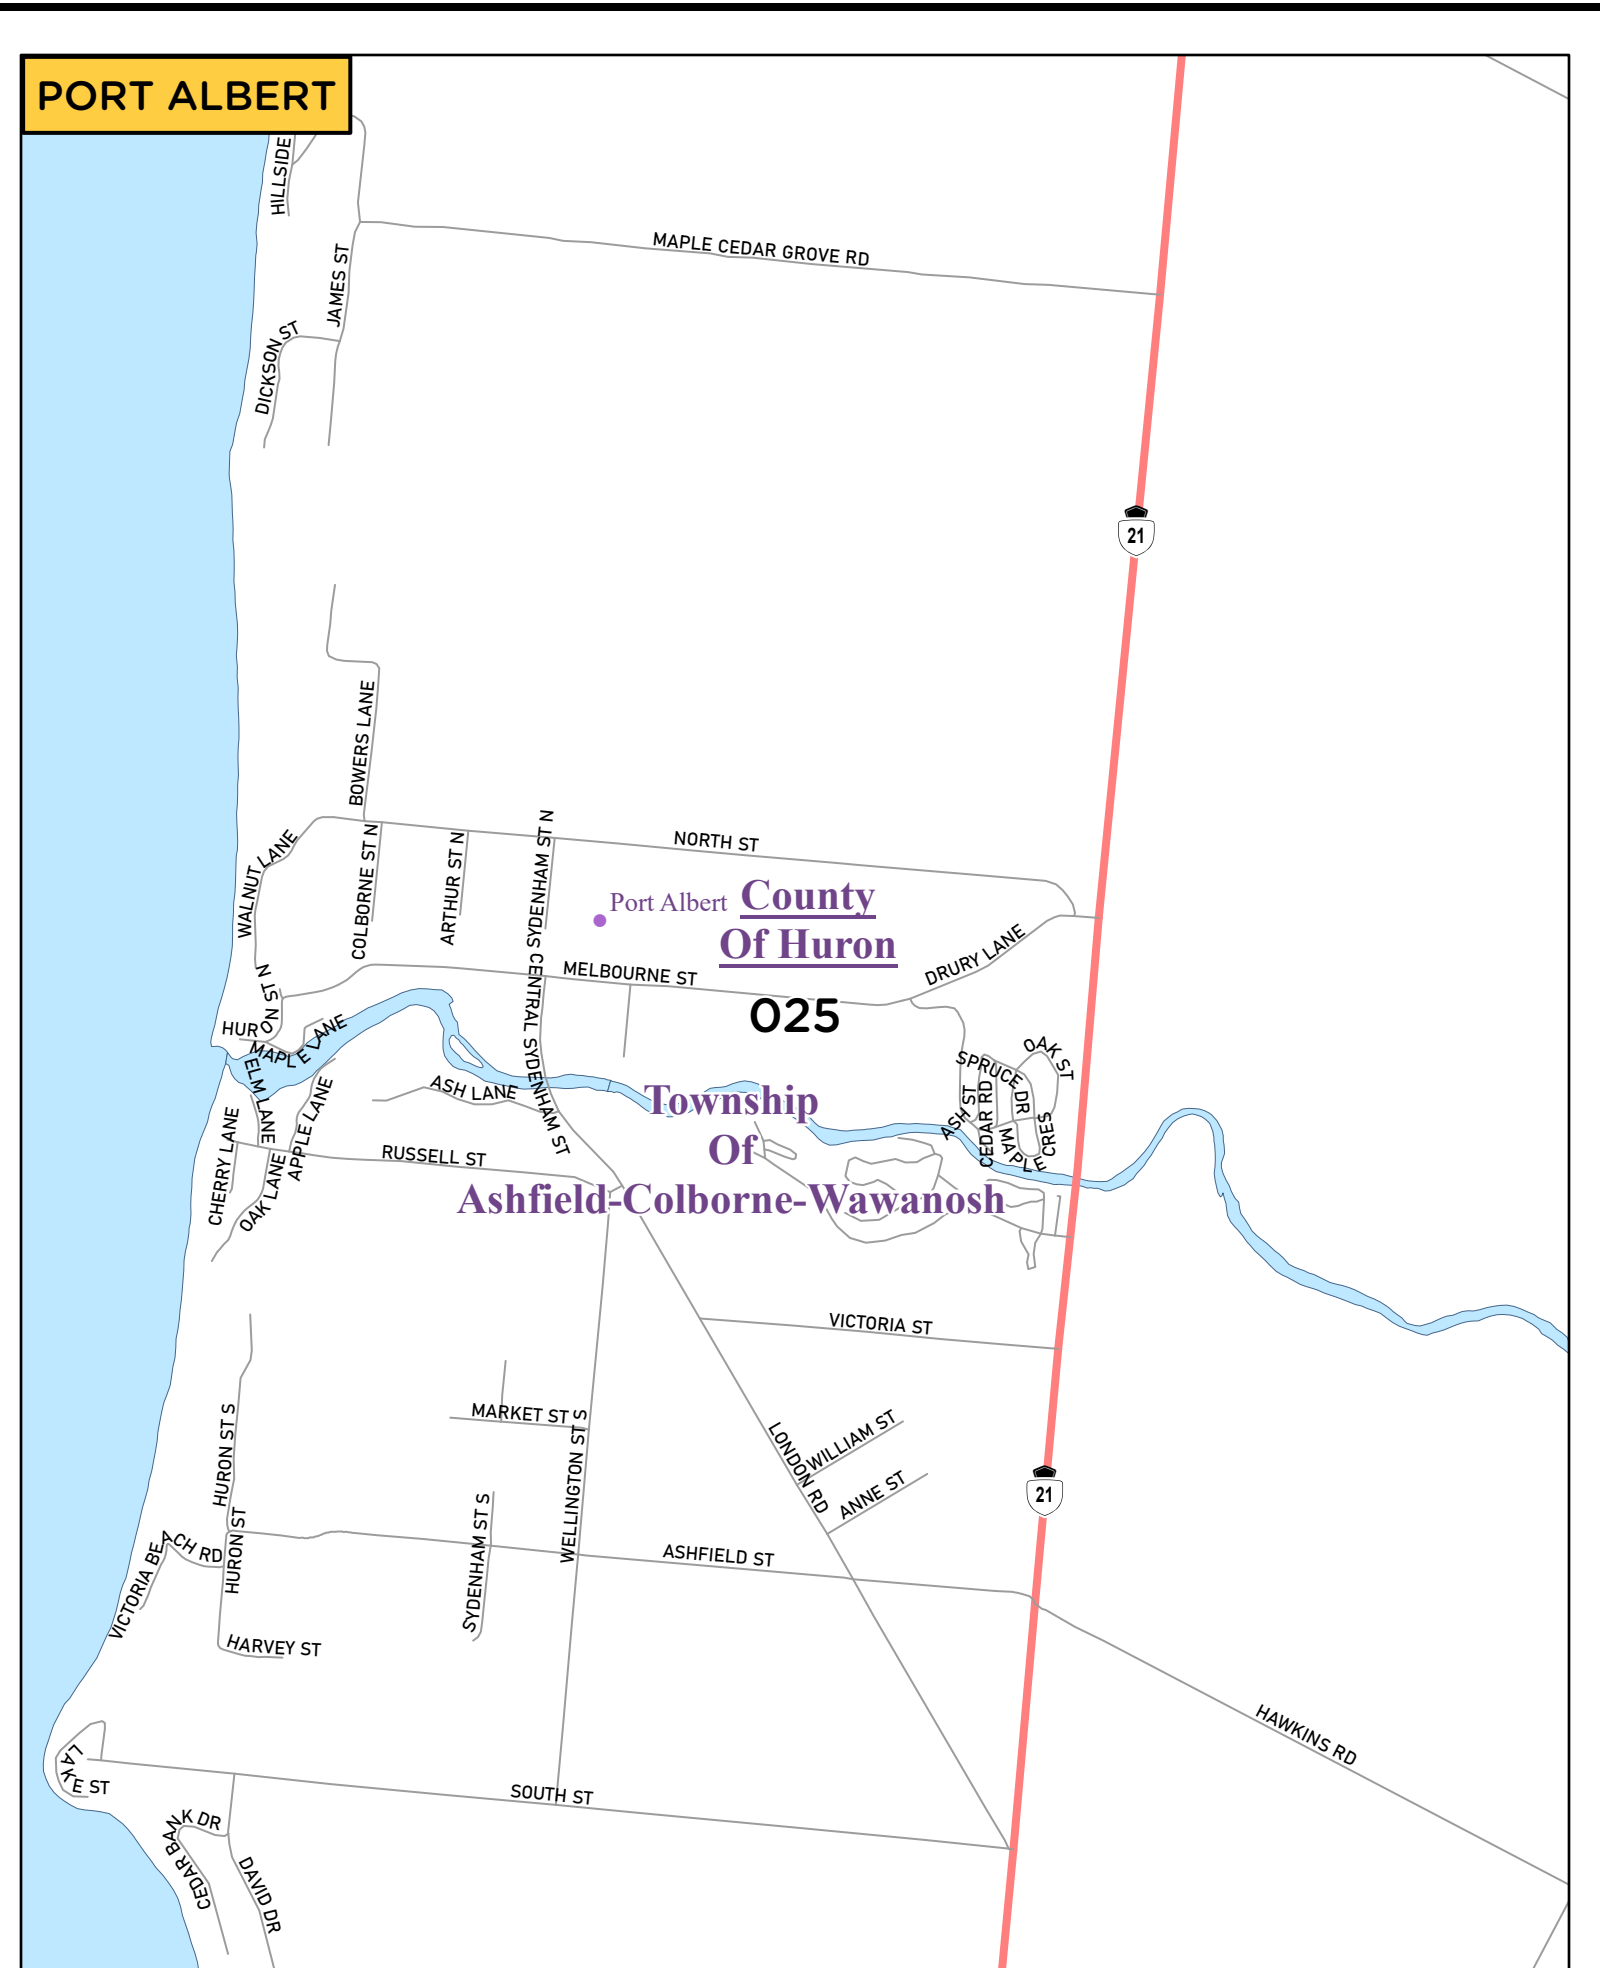 PORT ALBERT
HILLSIDE
MAPLE CEDAR GROVE RD
JAMES ST
DICKSON ST
21
BOWERS LANE
NORTH ST
WALNUT LANE
COLBORNE ST N
ARTHUR ST N
SYDENHAM ST N
Port Albert
County
Of Huron
DRURY LANE
MELBOURNE ST
SYDENHAM ST CENTRAL
025
HURON ST N
MAPLE LANE
ELM LANE
APPLE LANE
ASH LANE
SYDENHAM ST
OAK ST
SPRUCE DR
ASH ST
CEDAR RD
MAPLE CRES
Township
Of
Ashfield-Colborne-Wawanosh
CHERRY LANE
OAK LANE
RUSSELL ST
VICTORIA ST
HURON ST S
MARKET ST
WELLINGTON ST S
LONDON RD
WILLIAM ST
ANNE ST
21
HURON ST
VICTORIA BEACH RD
SYDENHAM ST S
ASHFIELD ST
HARVEY ST
HAWKINS RD
LAKE ST
SOUTH ST
CEDAR BANK DR
DAVID DR